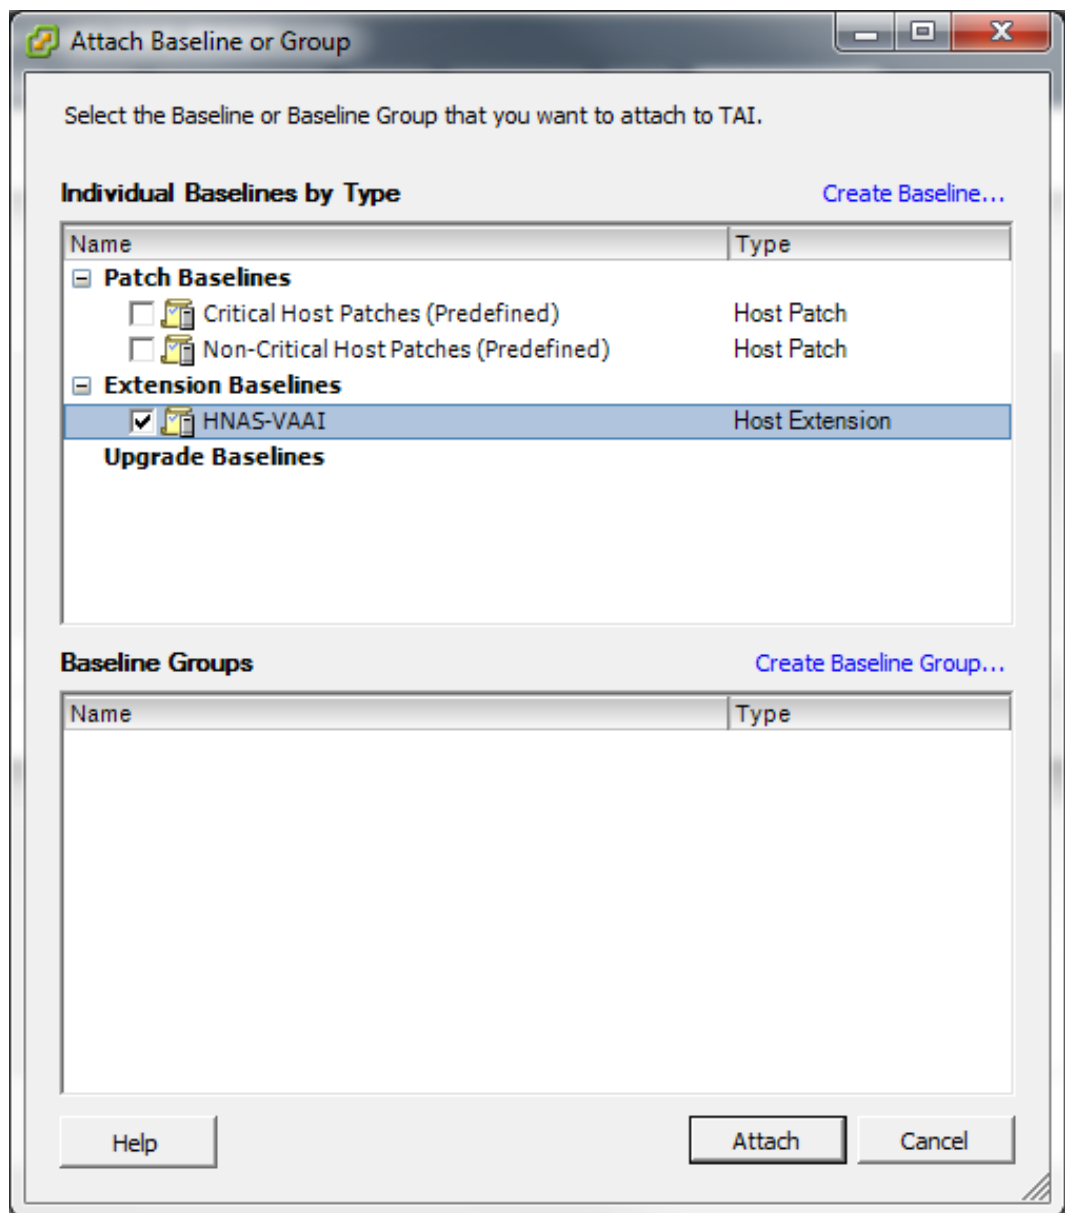 Attach Baseline or Group
Select the Baseline or Baseline Group that you want to attach to TAI.
Individual Baselines by Type Create Baseline...
Name Type
Patch Baselines
Critical Host Patches (Predefined) Host Patch
Non-Critical Host Patches (Predefined) Host Patch
Extension Baselines
HNAS-VAAI Host Extension
Upgrade Baselines
Baseline Groups Create Baseline Group...
Name Type
Help Attach Cancel